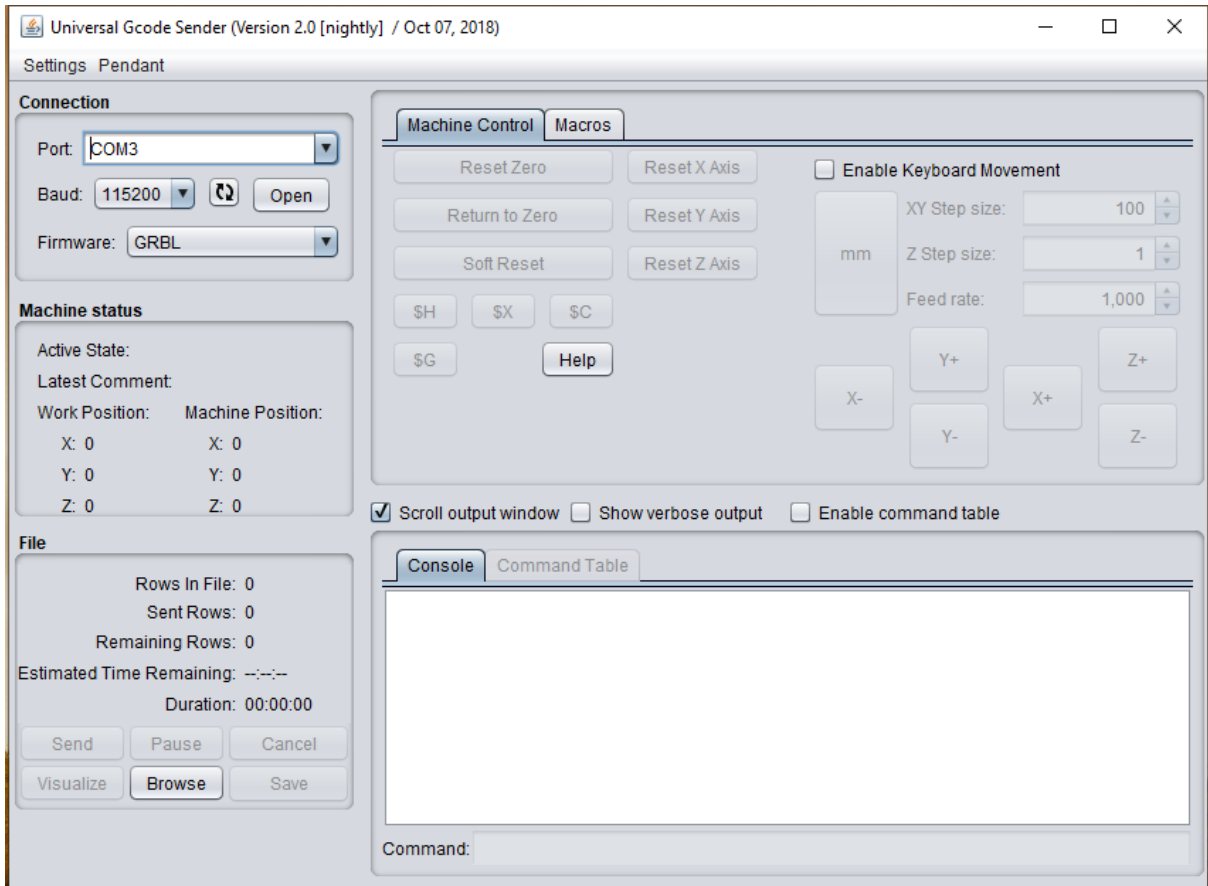 Universal Gcode Sender (Version 2.0 [nightly] / Oct 07, 2018)
Settings Pendant
Connection
Port: COM3
Baud: 115200 Open
Firmware: GRBL
Machine status
Active State:
Latest Comment:
Work Position: Machine Position:
X: 0 X: 0
Y: 0 Y: 0
Z: 0 Z: 0
File
Rows In File: 0
Sent Rows: 0
Remaining Rows: 0
Estimated Time Remaining: --:--:--
Duration: 00:00:00
Send Pause Cancel
Visualize Browse Save
Machine Control Macros
Reset Zero Reset X Axis
Return to Zero Reset Y Axis
Soft Reset Reset Z Axis
$H $X $C
$G Help
Enable Keyboard Movement
mm
XY Step size: 100
Z Step size: 1
Feed rate: 1,000
Y+ Z+
X- X+
Y- Z-
Scroll output window Show verbose output Enable command table
Console Command Table
Command: